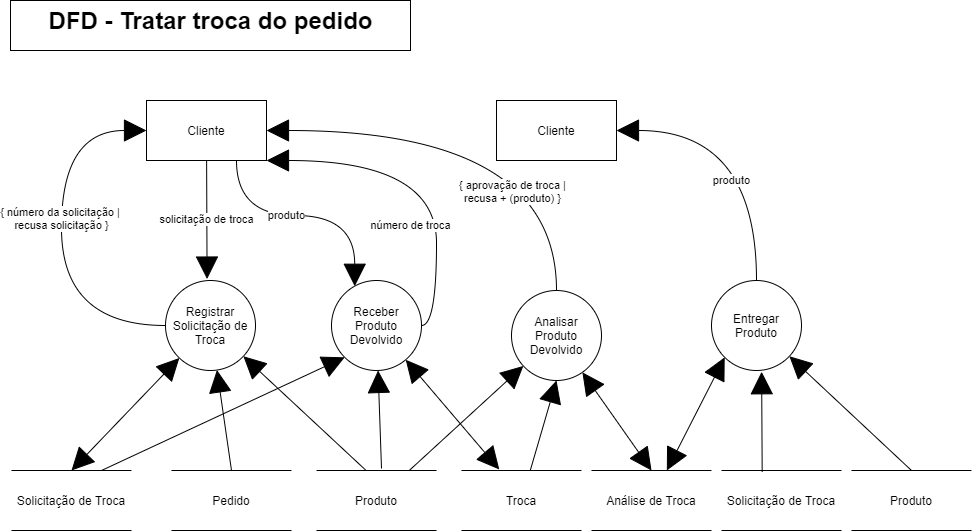 DFD - Tratar troca do pedido
Cliente
Cliente
{ número da solicitação |
recusa solicitação }
solicitação de troca
produto
número de troca
{ aprovação de troca |
recusa + (produto) }
produto
Registrar
Solicitação de
Troca
Receber
Produto
Devolvido
Analisar
Produto
Devolvido
Entregar
Produto
Solicitação de Troca
Pedido
Produto
Troca
Análise de Troca
Solicitação de Troca
Produto